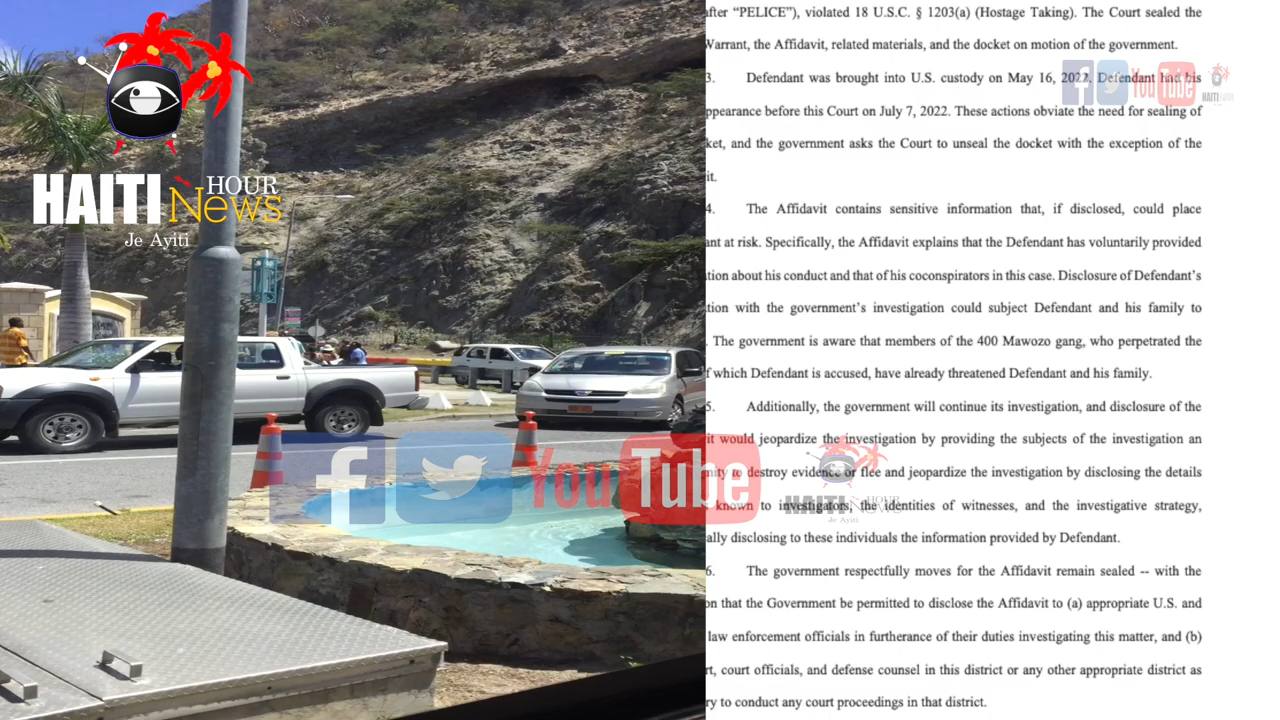 HAITI HOUR
News
Je Ayiti
f YouTube
HAITI HOUR
News
Je Ayiti
f YouTube
HAITI
after “PELICE”), violated 18 U.S.C. § 1203(a) (Hostage Taking). The Court sealed the
Warrant, the Affidavit, related materials, and the docket on motion of the government.
3. Defendant was brought into U.S. custody on May 16, 2022. Defendant had his
ppearance before this Court on July 7, 2022. These actions obviate the need for sealing of
ket, and the government asks the Court to unseal the docket with the exception of the
it.
4. The Affidavit contains sensitive information that, if disclosed, could place
ant at risk. Specifically, the Affidavit explains that the Defendant has voluntarily provided
tion about his conduct and that of his coconspirators in this case. Disclosure of Defendant’s
tion with the government’s investigation could subject Defendant and his family to
. The government is aware that members of the 400 Mawozo gang, who perpetrated the
f which Defendant is accused, have already threatened Defendant and his family.
5. Additionally, the government will continue its investigation, and disclosure of the
it would jeopardize the investigation by providing the subjects of the investigation an
nity to destroy evidence or flee and jeopardize the investigation by disclosing the details
known to investigators, the identities of witnesses, and the investigative strategy,
ally disclosing to these individuals the information provided by Defendant.
6. The government respectfully moves for the Affidavit remain sealed -- with the
on that the Government be permitted to disclose the Affidavit to (a) appropriate U.S. and
law enforcement officials in furtherance of their duties investigating this matter, and (b)
rt, court officials, and defense counsel in this district or any other appropriate district as
ry to conduct any court proceedings in that district.